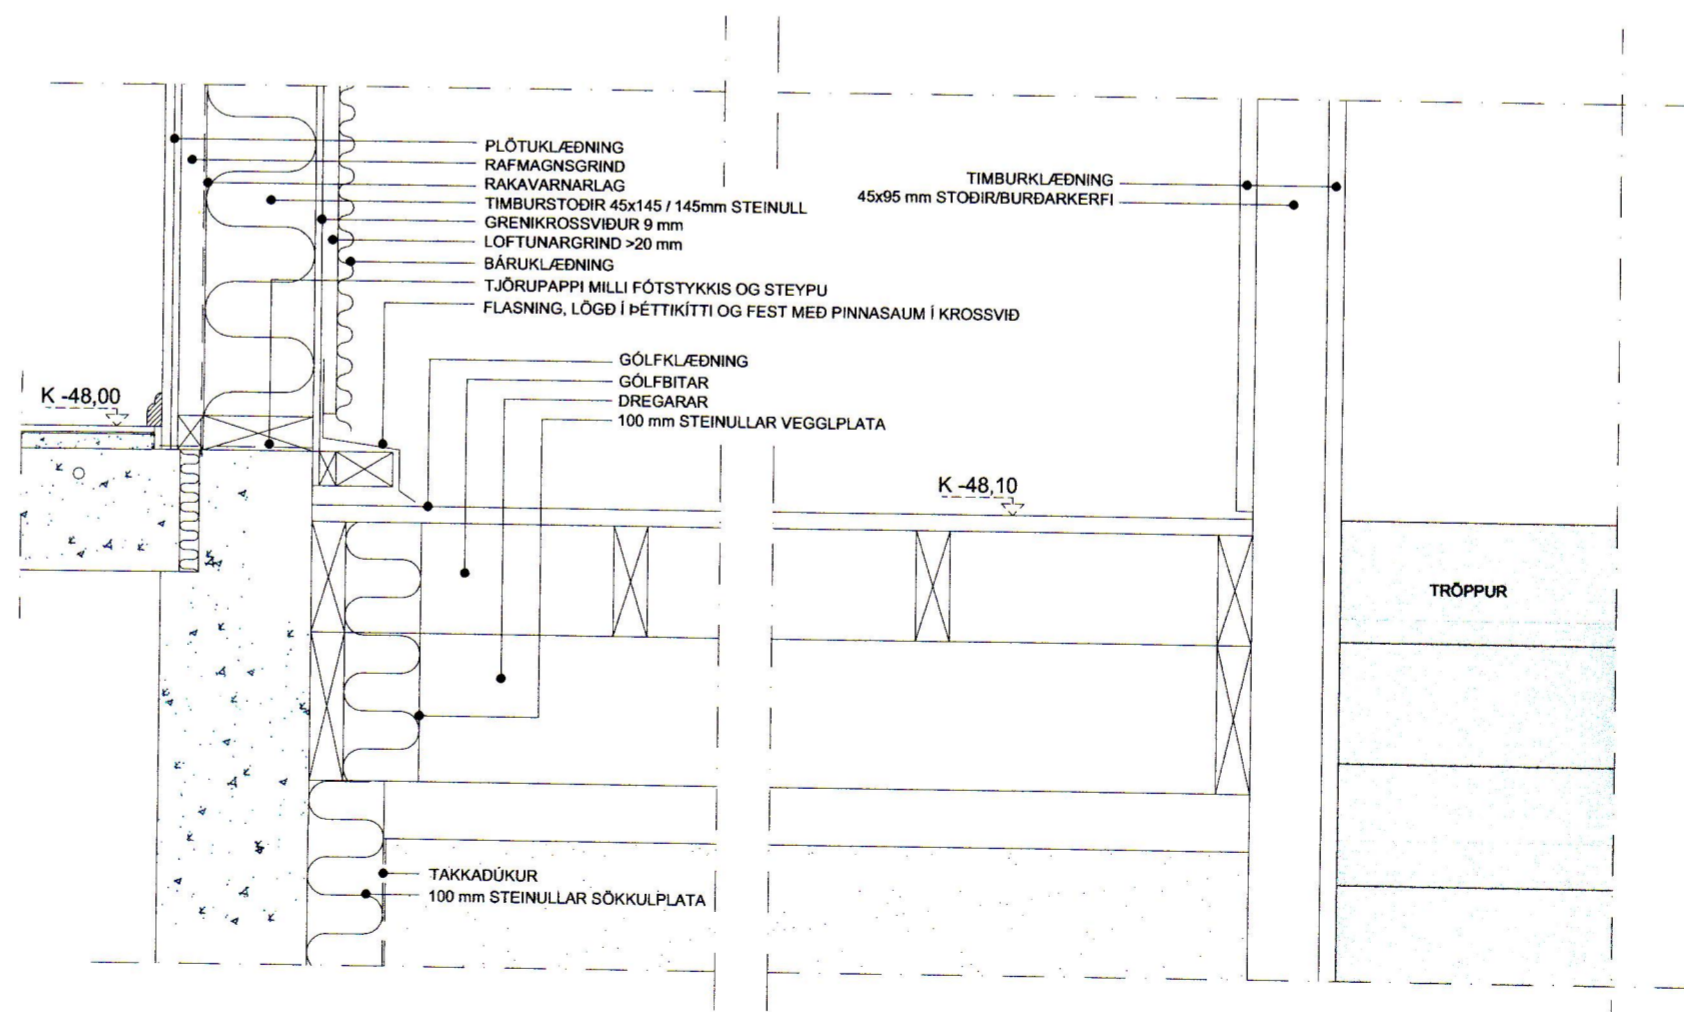 PLÖTUKLÆÐNING
RAFMAGNSGRIND
RAKAVARNARLAG
TIMBURSTOÐIR 45x145 / 145mm STEINULL
GRENIKROSSVIÐUR 9 mm
LOFTUNARGRIND >20 mm
BÁRUKLÆÐNING
TJÖRUPAPPI MILLI FÓTSTYKKIS OG STEYPU
FLASNING, LÖGÐ Í ÞÉTTIKÍTTI OG FEST MEÐ PINNASAUM Í KROSSVIÐ
TIMBURKLÆÐNING
45x95 mm STOÐIR/BURÐARKERFI
GÓLFKLÆÐNING
GÓLFBITAR
DREGARAR
100 mm STEINULLAR VEGGLPLATA
K -48,00
K -48,10
TRÖPPUR
TAKKADÚKUR
100 mm STEINULLAR SÖKKULPLATA